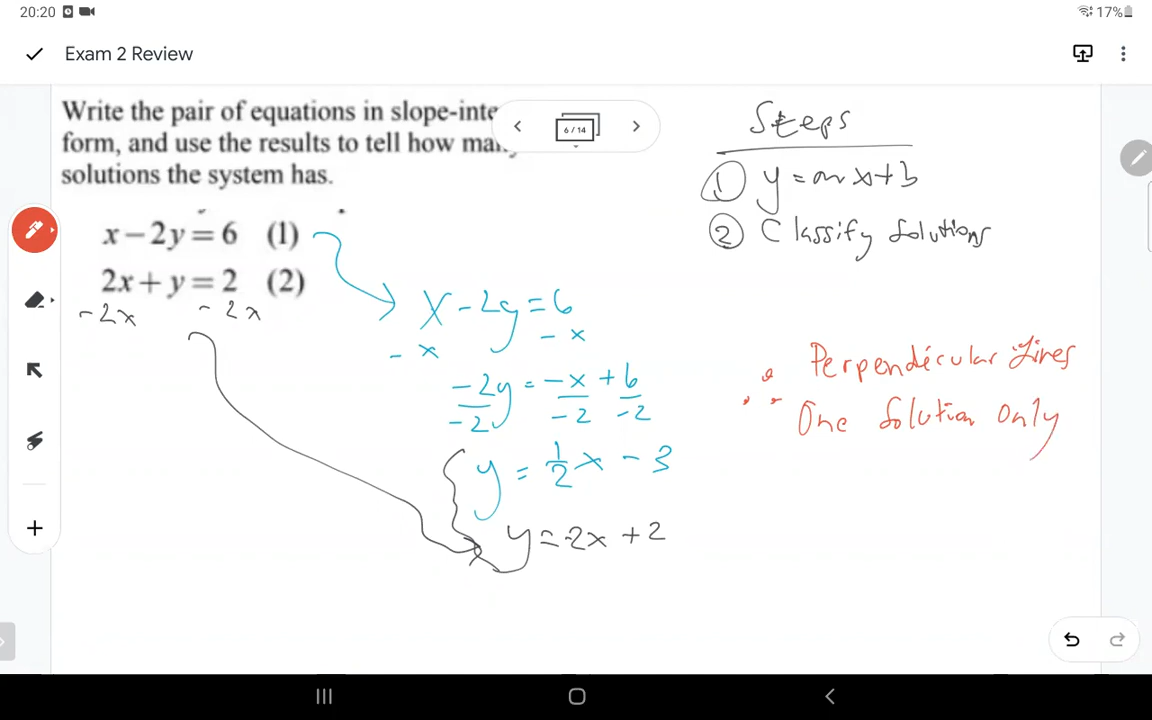 20:20
17%
Exam 2 Review
Write the pair of equations in slope-inte
form, and use the results to tell how ma
solutions the system has.
6 / 14
x − 2y = 6 (1)
2x + y = 2 (2)
-2x -2x
x - 2y = 6
- x - x
-2y = -x + 6
-2 -2 -2
y = 1/2 x - 3
y = -2x + 2
Steps
① y = mx + b
② Classify Solutions
Perpendicular Lines
∴ One Solution Only